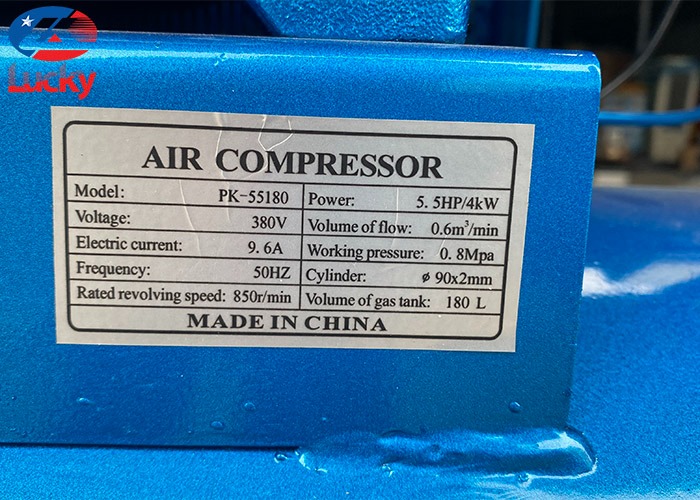 Lucky
AIR COMPRESSOR
Model: PK-55180
Power: 5.5HP/4kW
Voltage: 380V
Volume of flow: 0.6m³/min
Electric current: 9.6A
Working pressure: 0.8Mpa
Frequency: 50HZ
Cylinder: φ 90x2mm
Rated revolving speed: 850r/min
Volume of gas tank: 180 L
MADE IN CHINA